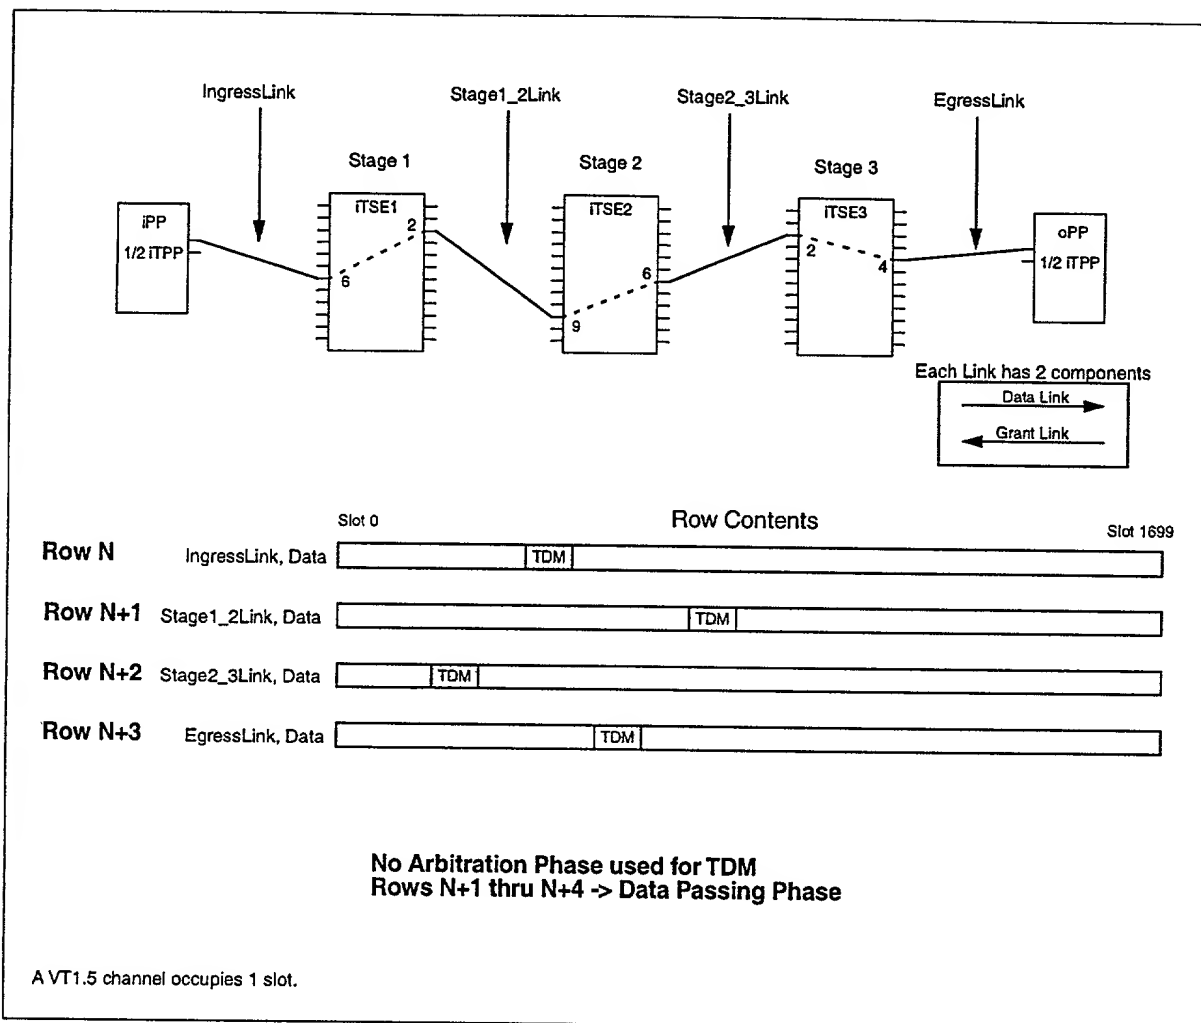 IngressLink
Stage1_2Link
Stage2_3Link
EgressLink
Stage 1
Stage 2
Stage 3
iPP
1/2 iTPP
iTSE1
2
6
iTSE2
6
9
iTSE3
2
4
oPP
1/2 iTPP
Each Link has 2 components
Data Link
Grant Link
Slot 0
Row Contents
Slot 1699
Row N IngressLink, Data TDM
Row N+1 Stage1_2Link, Data TDM
Row N+2 Stage2_3Link, Data TDM
Row N+3 EgressLink, Data TDM
No Arbitration Phase used for TDM
Rows N+1 thru N+4 -> Data Passing Phase
A VT1.5 channel occupies 1 slot.